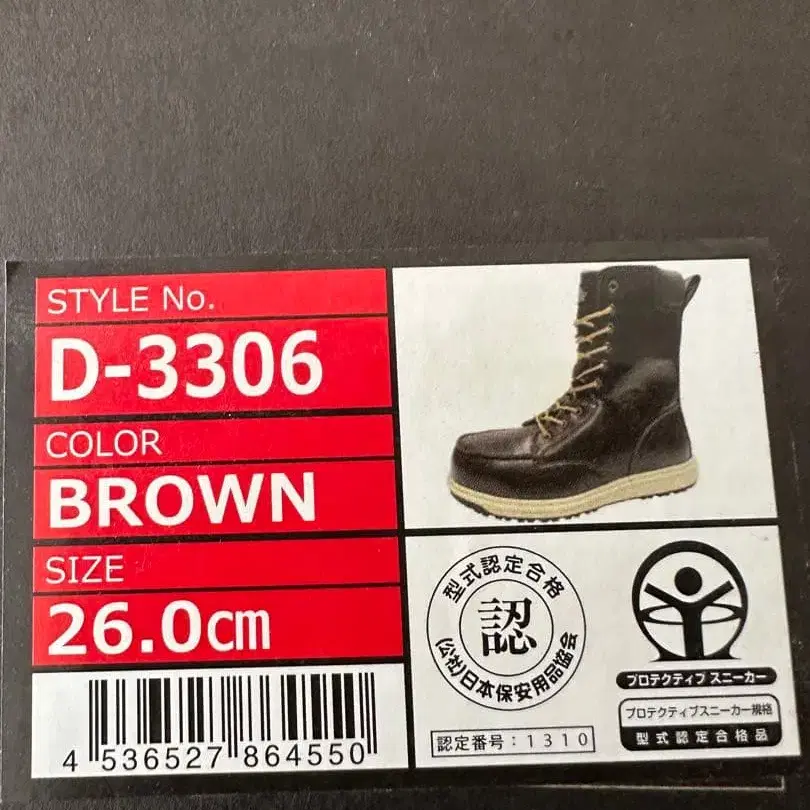 STYLE No.
D-3306
COLOR
BROWN
SIZE
26.0cm
4 536527 864550
型式認定合格
認
(公社)日本保安用品協会
認定番号：1310
プロテクティブ スニーカー
プロテクティブスニーカー規格
型式認定合格品